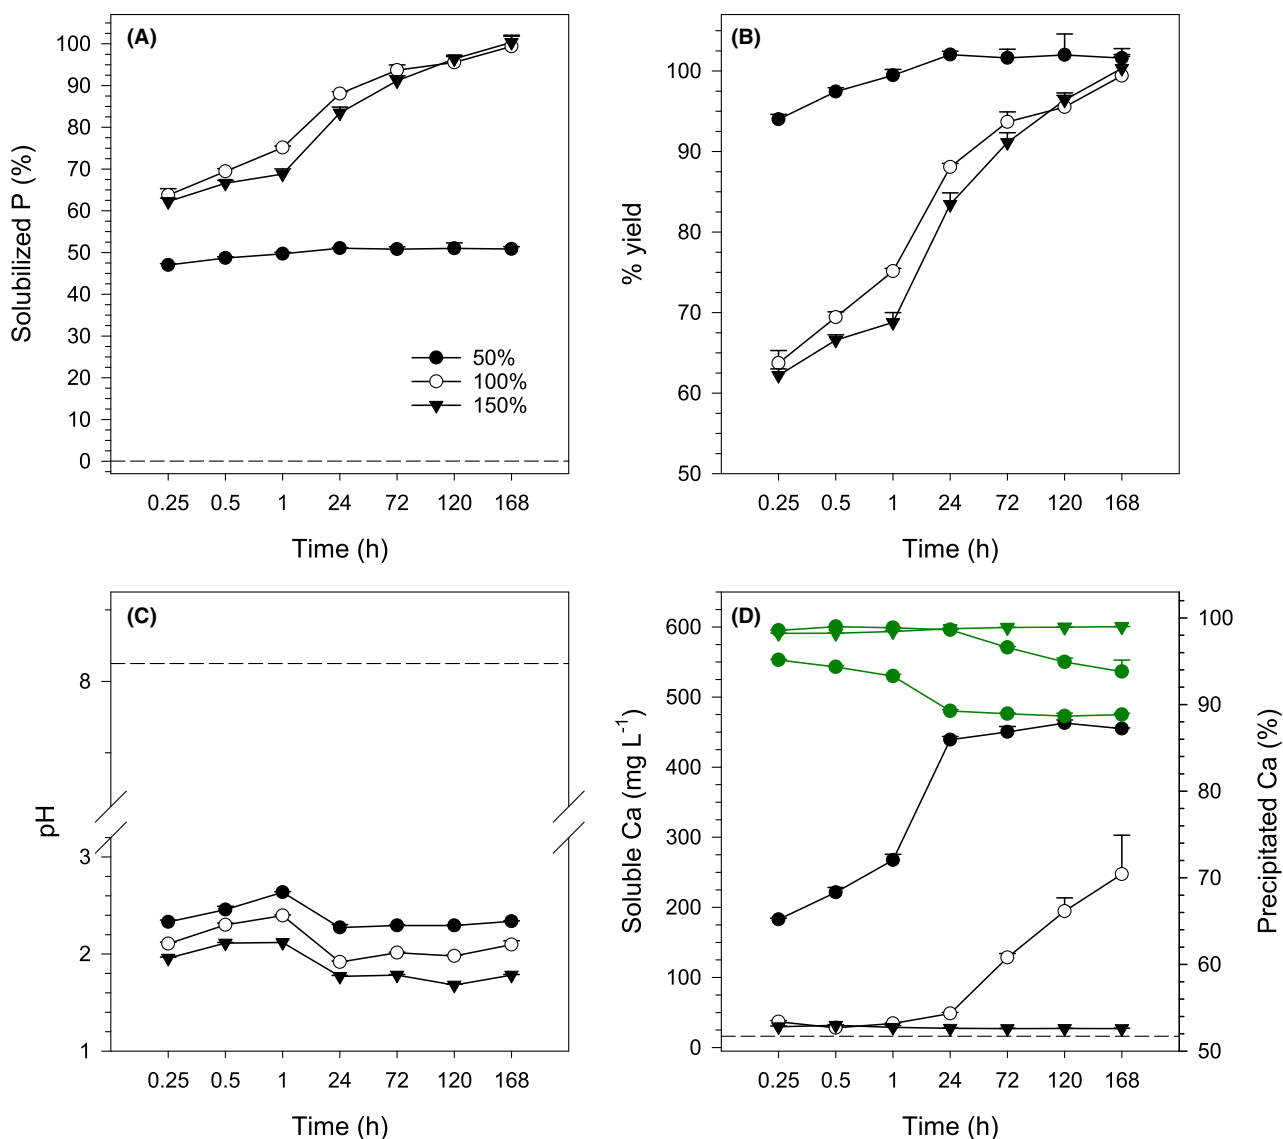 (A)
100
90
80
70
60
50
40
30
20
10
0
Solubilized P (%)
50%
100%
150%
0.25 0.5 1 24 72 120 168
Time (h)
(B)
100
90
80
70
60
50
% yield
0.25 0.5 1 24 72 120 168
Time (h)
(C)
8
3
2
1
pH
0.25 0.5 1 24 72 120 168
Time (h)
(D)
600
500
400
300
200
100
0
Soluble Ca (mg L⁻¹)
100
90
80
70
60
50
Precipitated Ca (%)
0.25 0.5 1 24 72 120 168
Time (h)